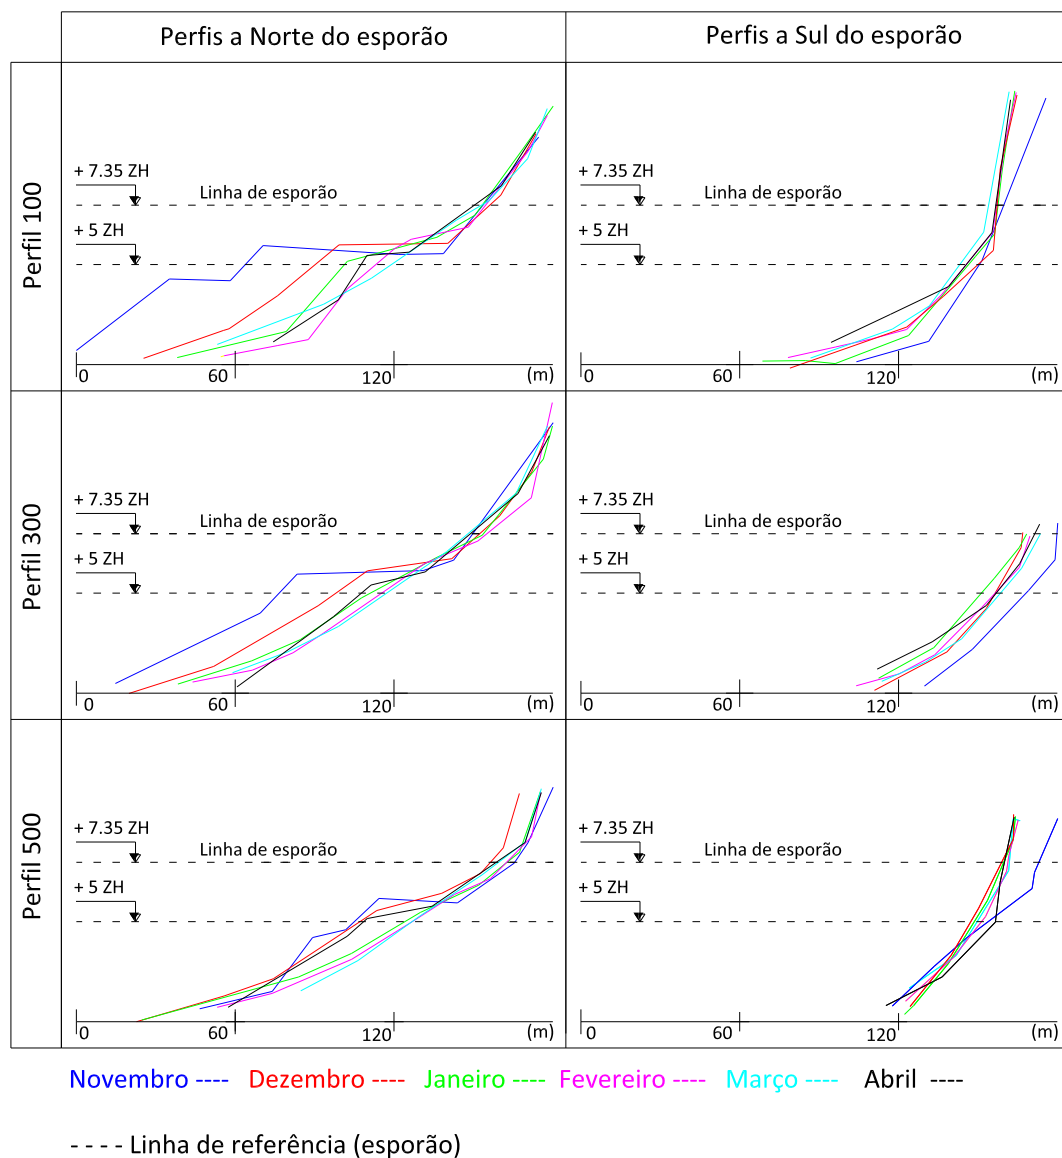 Perfis a Norte do esporão
Perfis a Sul do esporão
Perfil 100
+ 7.35 ZH
Linha de esporão
+ 5 ZH
0
60
120
(m)
+ 7.35 ZH
Linha de esporão
+ 5 ZH
0
60
120
(m)
Perfil 300
+ 7.35 ZH
Linha de esporão
+ 5 ZH
0
60
120
(m)
+ 7.35 ZH
Linha de esporão
+ 5 ZH
0
60
120
(m)
Perfil 500
+ 7.35 ZH
Linha de esporão
+ 5 ZH
0
60
120
(m)
+ 7.35 ZH
Linha de esporão
+ 5 ZH
0
60
120
(m)
Novembro ---- Dezembro ---- Janeiro ---- Fevereiro ---- Março ---- Abril ----
- - - - Linha de referência (esporão)